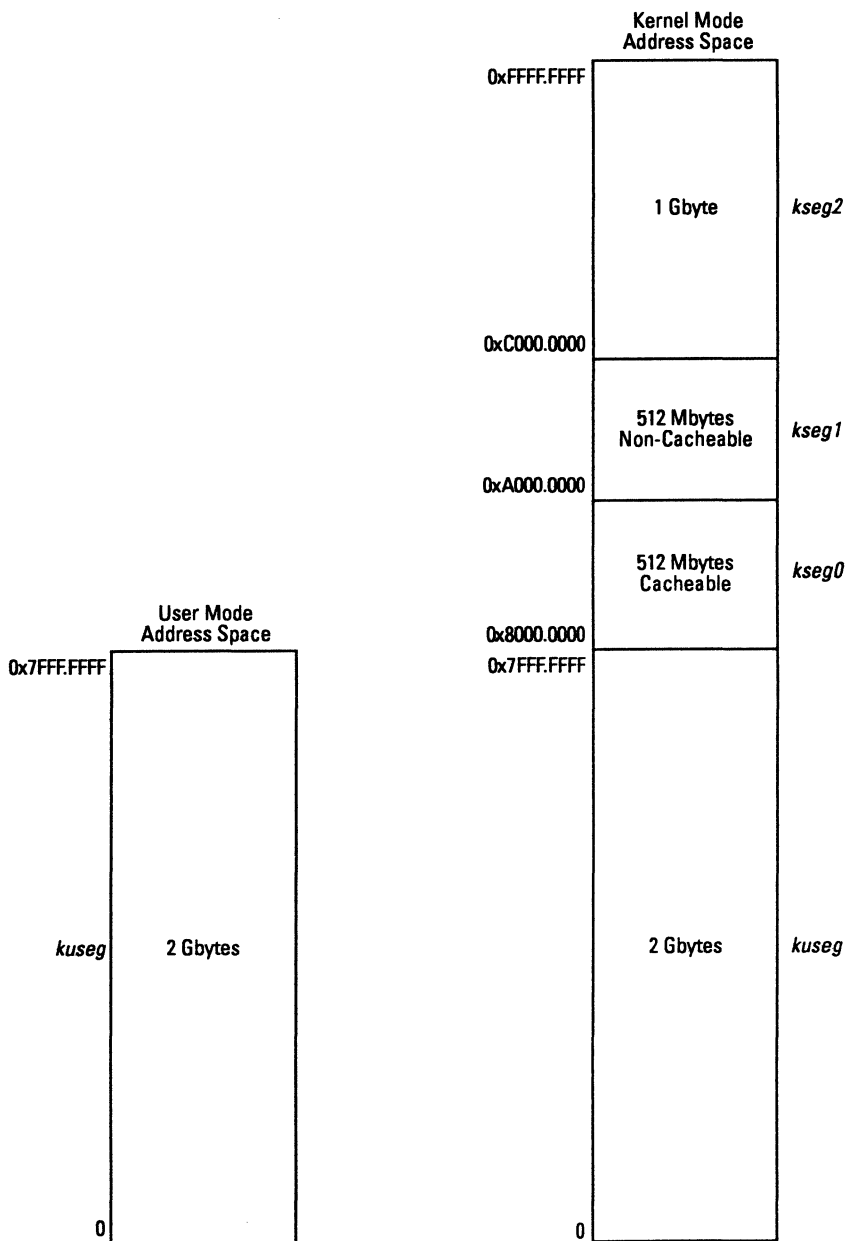 Kernel Mode
Address Space
0xFFFF.FFFF
1 Gbyte
kseg2
0xC000.0000
512 Mbytes
Non-Cacheable
kseg1
0xA000.0000
512 Mbytes
Cacheable
kseg0
0x8000.0000
User Mode
Address Space
0x7FFF.FFFF
0x7FFF.FFFF
kuseg
2 Gbytes
2 Gbytes
kuseg
0
0